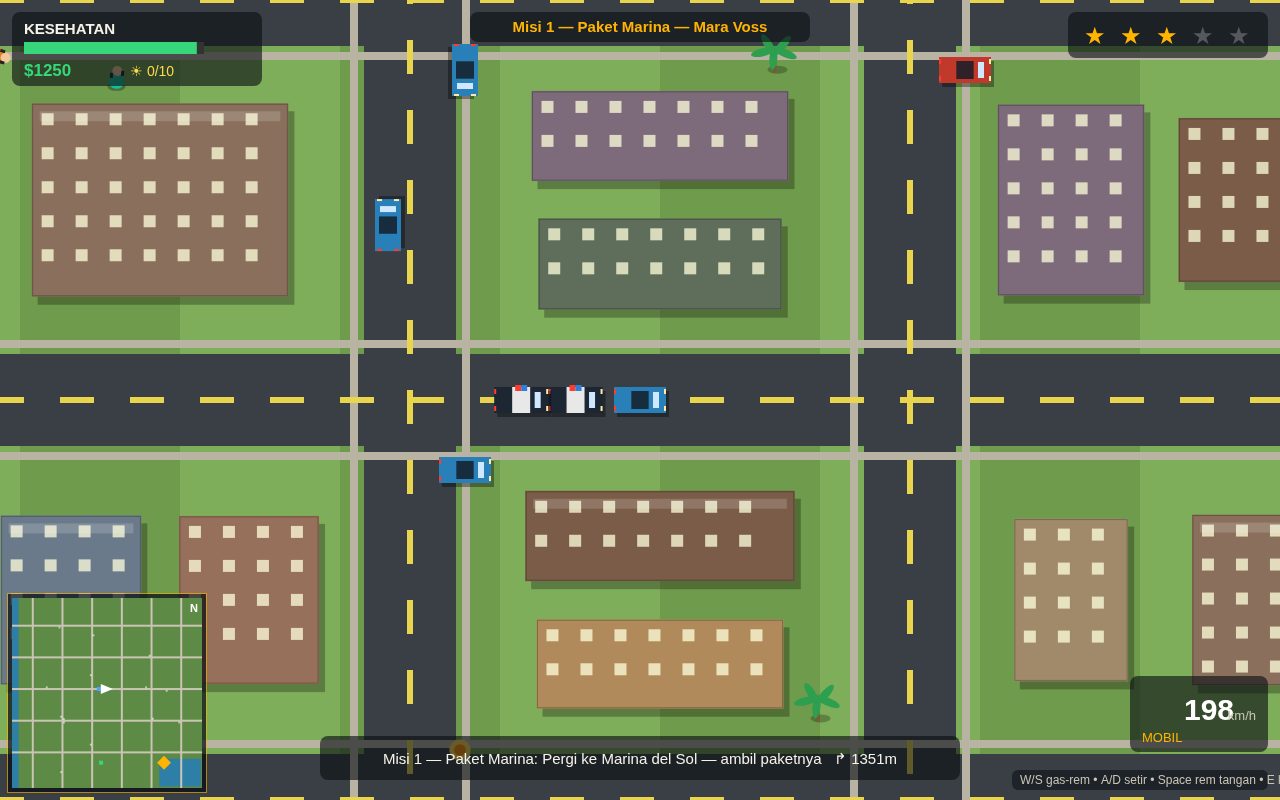 KESEHATAN
$1250 ☀ 0/10
Misi 1 — Paket Marina - Mara Voss
★ ★ ★ ★ ★
N
198 km/h
MOBIL
Misi 1 — Paket Marina: Pergi ke Marina del Sol — ambil paketnya ↱ 1351m
W/S gas-rem • A/D setir • Space rem tangan • E